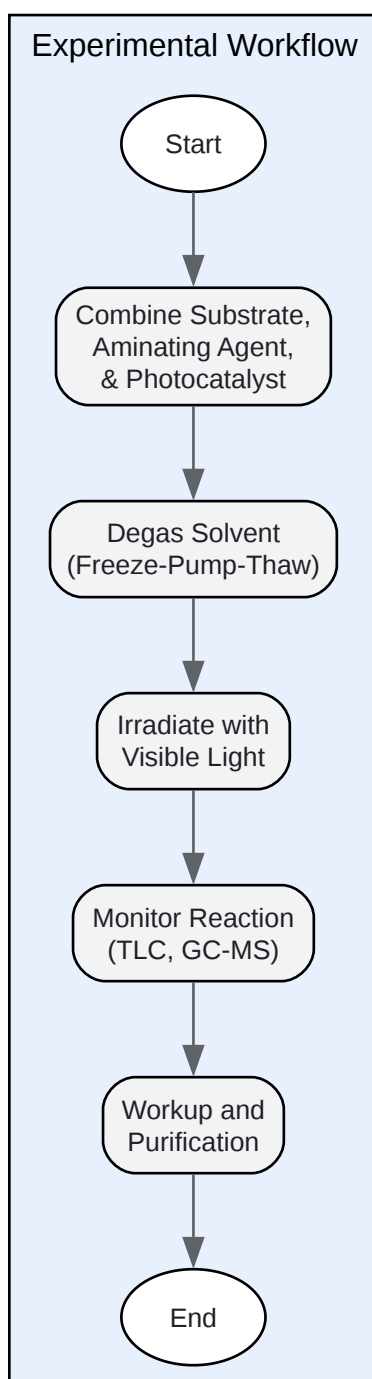 Experimental Workflow
Start
Combine Substrate,
Aminating Agent,
& Photocatalyst
Degas Solvent
(Freeze-Pump-Thaw)
Irradiate with
Visible Light
Monitor Reaction
(TLC, GC-MS)
Workup and
Purification
End